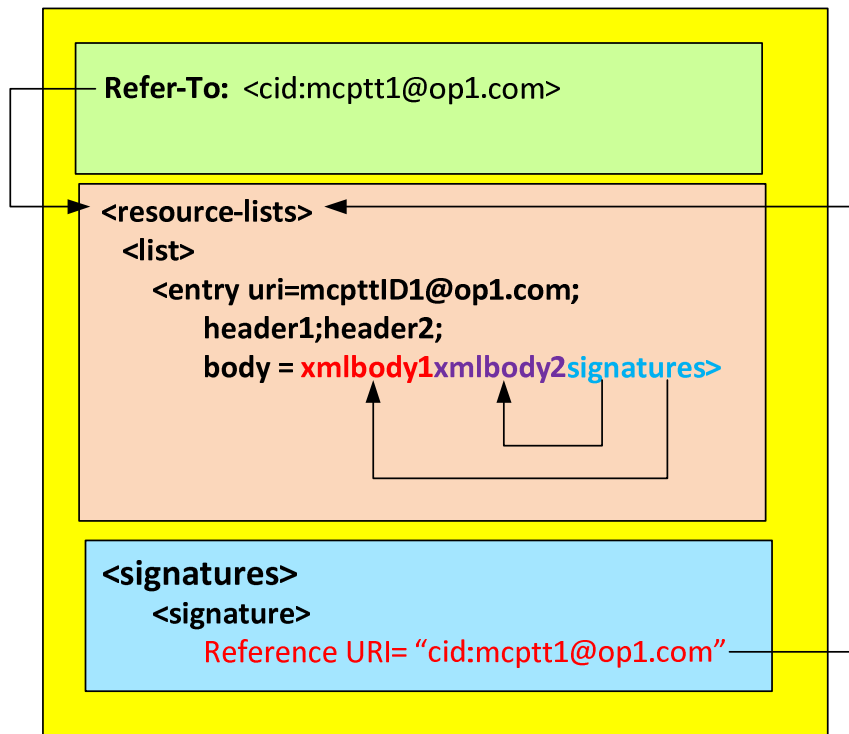 Refer-To: <cid:mcptt1@op1.com>
<resource-lists>
<list>
<entry uri=mcpttID1@op1.com;
header1;header2;
body = xmlbody1xmlbody2signatures>
<signatures>
<signature>
Reference URI= “cid:mcptt1@op1.com”